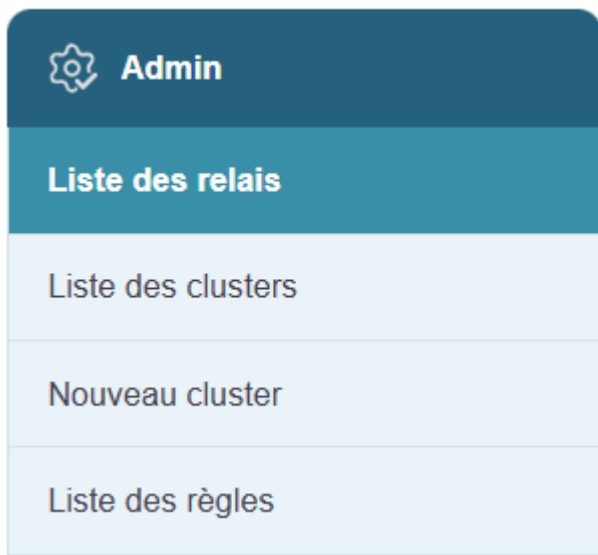 Admin
Liste des relais
Liste des clusters
Nouveau cluster
Liste des règles